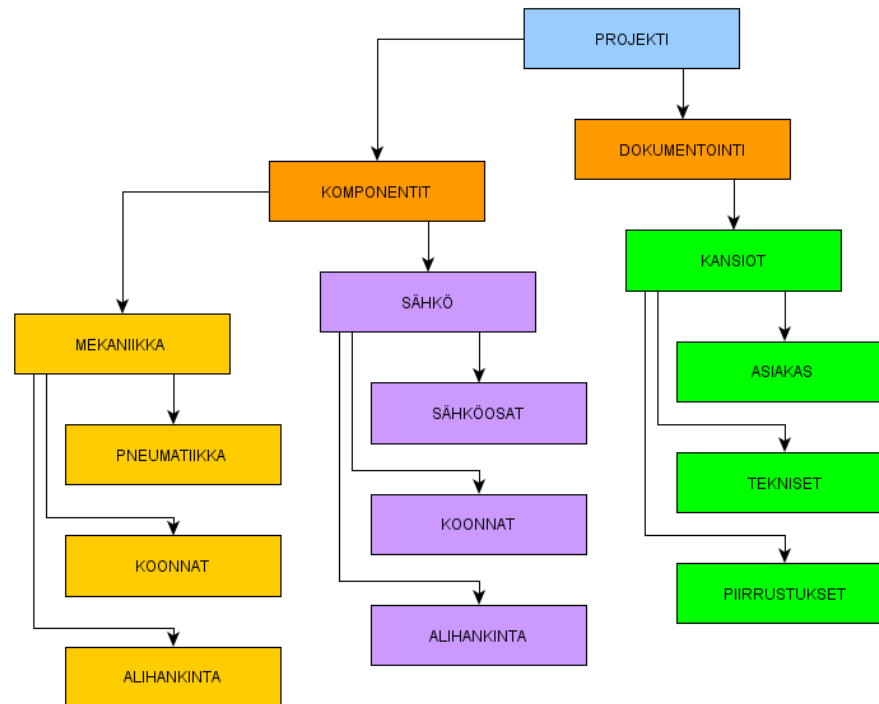 PROJEKTI
DOKUMENTOINTI
KOMPONENTIT
KANSIOT
SÄHKÖ
MEKANIIKKA
ASIAKAS
SÄHKÖOSAT
PNEUMATIIKKA
TEKNISET
KOONNAT
KOONNAT
PIIRRUSTUKSET
ALIHANKINTA
ALIHANKINTA